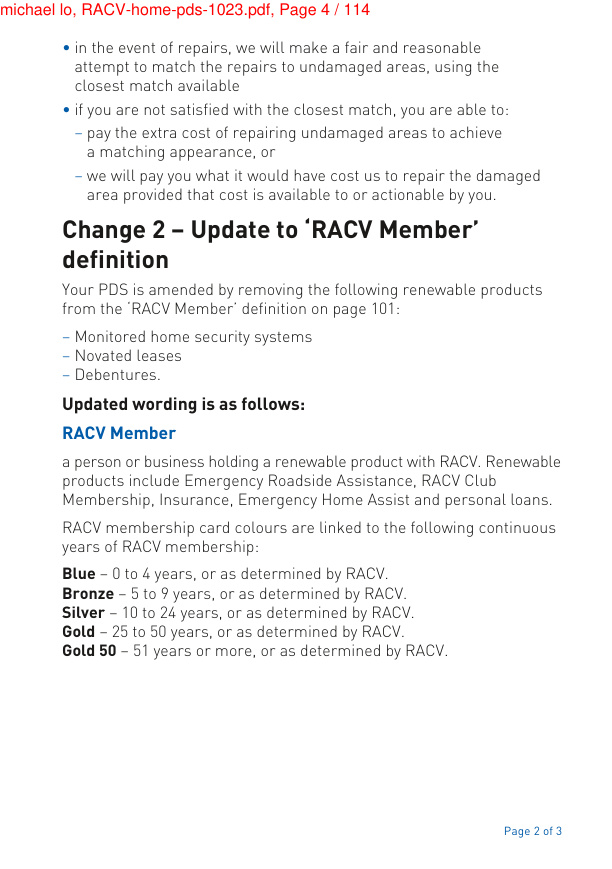 michael lo, RACV-home-pds-1023.pdf, Page 4 / 114
• in the event of repairs, we will make a fair and reasonable
attempt to match the repairs to undamaged areas, using the
closest match available
• if you are not satisfied with the closest match, you are able to:
– pay the extra cost of repairing undamaged areas to achieve
a matching appearance, or
– we will pay you what it would have cost us to repair the damaged
area provided that cost is available to or actionable by you.
Change 2 – Update to ‘RACV Member’
definition
Your PDS is amended by removing the following renewable products
from the ‘RACV Member’ definition on page 101:
– Monitored home security systems
– Novated leases
– Debentures.
Updated wording is as follows:
RACV Member
a person or business holding a renewable product with RACV. Renewable
products include Emergency Roadside Assistance, RACV Club
Membership, Insurance, Emergency Home Assist and personal loans.
RACV membership card colours are linked to the following continuous
years of RACV membership:
Blue – 0 to 4 years, or as determined by RACV.
Bronze – 5 to 9 years, or as determined by RACV.
Silver – 10 to 24 years, or as determined by RACV.
Gold – 25 to 50 years, or as determined by RACV.
Gold 50 – 51 years or more, or as determined by RACV.
Page 2 of 3